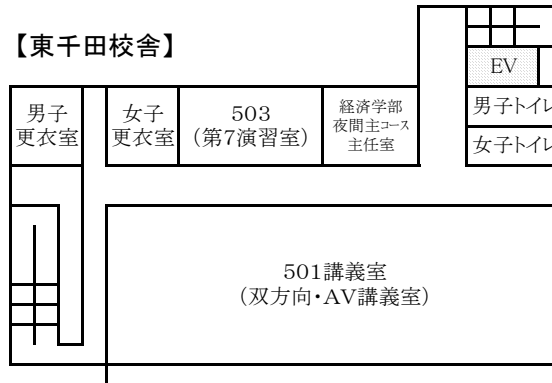 【東千田校舎】
EV
男子
更衣室
女子
更衣室
503
（第7演習室）
経済学部
夜間主コース
主任室
男子トイレ
女子トイレ
501講義室
（双方向・AV講義室）